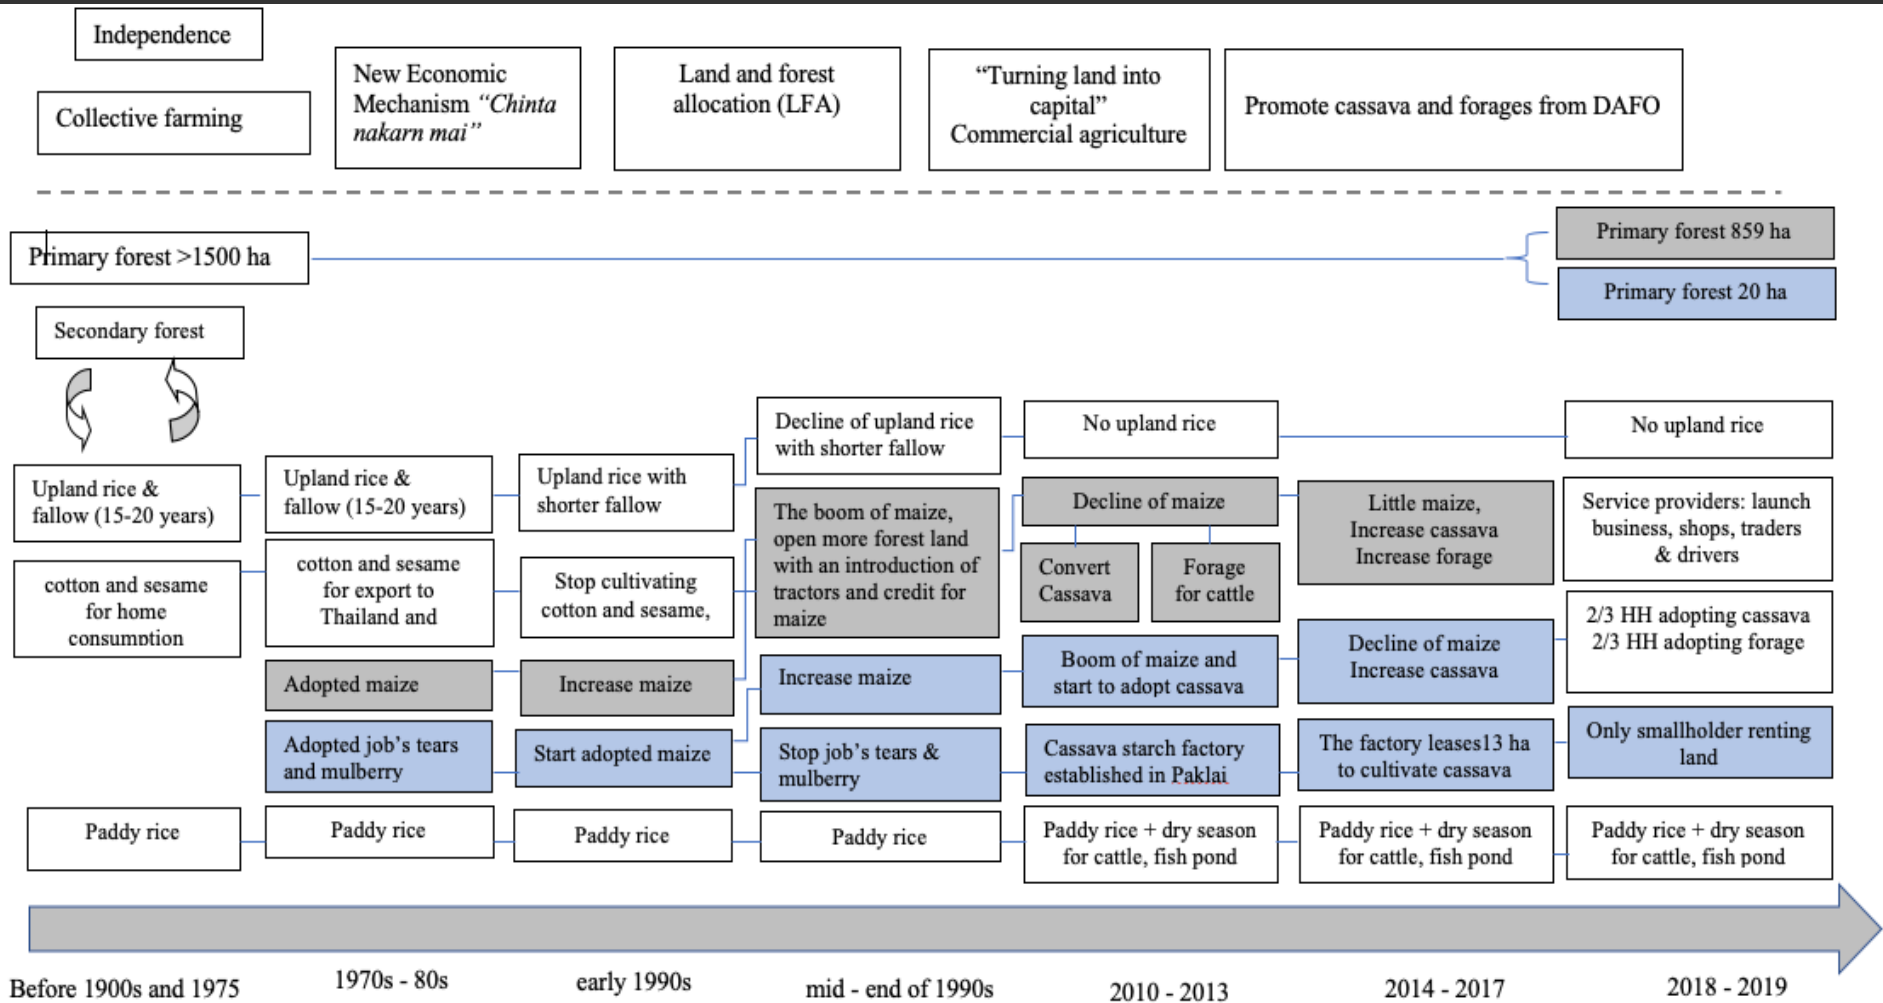 Independence
Collective farming
New Economic
Mechanism “Chinta
nakarn mai”
Land and forest
allocation (LFA)
“Turning land into
capital”
Commercial agriculture
Promote cassava and forages from DAFO
Primary forest >1500 ha
Primary forest 859 ha
Primary forest 20 ha
Secondary forest
Upland rice &
fallow (15-20 years)
Upland rice &
fallow (15-20 years)
Upland rice with
shorter fallow
Decline of upland rice
with shorter fallow
No upland rice
No upland rice
cotton and sesame
for home
consumption
cotton and sesame
for export to
Thailand and
Stop cultivating
cotton and sesame,
The boom of maize,
open more forest land
with an introduction of
tractors and credit for
maize
Decline of maize
Convert
Cassava
Forage
for cattle
Little maize,
Increase cassava
Increase forage
Service providers: launch
business, shops, traders
& drivers
Adopted maize
Increase maize
Increase maize
Boom of maize and
start to adopt cassava
Decline of maize
Increase cassava
2/3 HH adopting cassava
2/3 HH adopting forage
Adopted job’s tears
and mulberry
Start adopted maize
Stop job’s tears &
mulberry
Cassava starch factory
established in Paklai
The factory leases13 ha
to cultivate cassava
Only smallholder renting
land
Paddy rice
Paddy rice
Paddy rice
Paddy rice
Paddy rice + dry season
for cattle, fish pond
Paddy rice + dry season
for cattle, fish pond
Paddy rice + dry season
for cattle, fish pond
Before 1900s and 1975
1970s - 80s
early 1990s
mid - end of 1990s
2010 - 2013
2014 - 2017
2018 - 2019